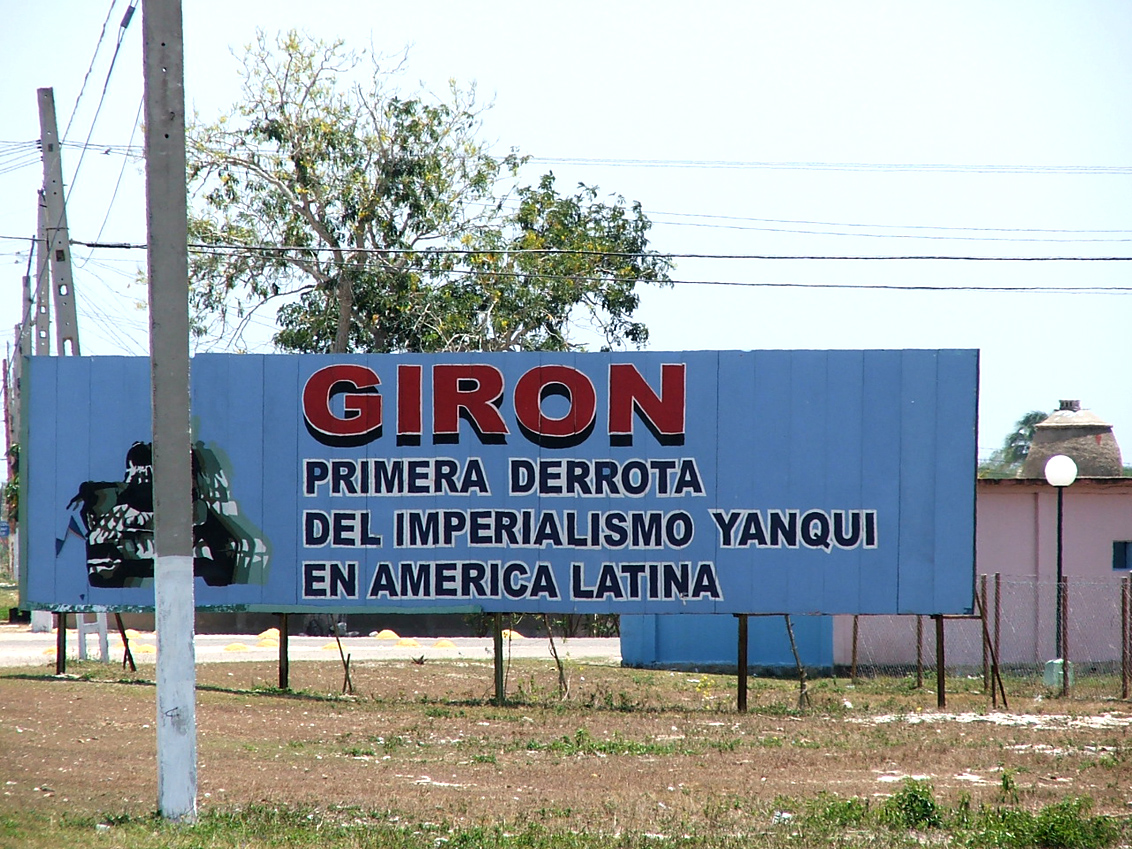 GIRON
PRIMERA DERROTA
DEL IMPERIALISMO YANQUI
EN AMERICA LATINA